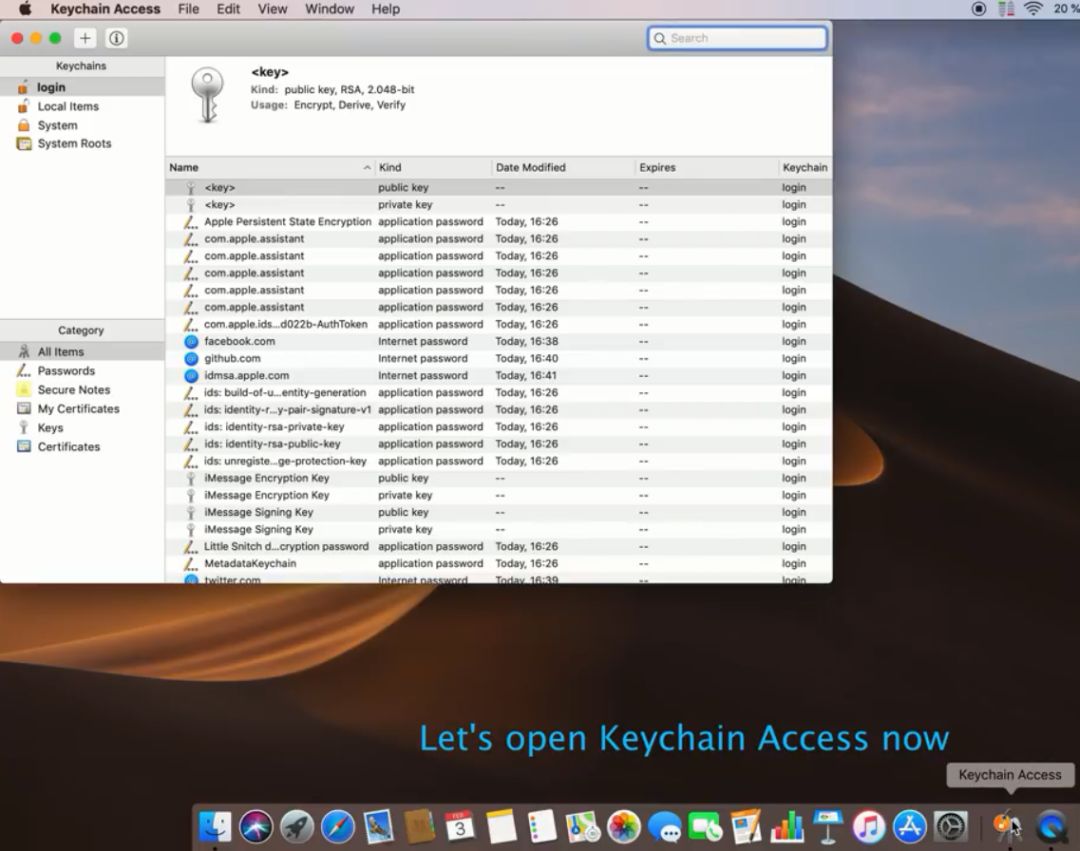 Keychain Access File Edit View Window Help 20 %
Search
Keychains
login
Local Items
System
System Roots
<key>
Kind: public key, RSA, 2.048-bit
Usage: Encrypt, Derive, Verify
Name Kind Date Modified Expires Keychain
<key> public key -- -- login
<key> private key -- -- login
Apple Persistent State Encryption application password Today, 16:26 -- login
com.apple.assistant application password Today, 16:26 -- login
com.apple.assistant application password Today, 16:26 -- login
com.apple.assistant application password Today, 16:26 -- login
com.apple.assistant application password Today, 16:26 -- login
com.apple.assistant application password Today, 16:26 -- login
com.apple.ids...d022b-AuthToken application password Today, 16:26 -- login
facebook.com Internet password Today, 16:38 -- login
github.com Internet password Today, 16:40 -- login
idmsa.apple.com Internet password Today, 16:41 -- login
ids: build-of-u...entity-generation application password Today, 16:26 -- login
ids: identity-r...y-pair-signature-v1 application password Today, 16:26 -- login
ids: identity-rsa-private-key application password Today, 16:26 -- login
ids: identity-rsa-public-key application password Today, 16:26 -- login
ids: unregiste...ge-protection-key application password Today, 16:26 -- login
iMessage Encryption Key public key -- -- login
iMessage Encryption Key private key -- -- login
iMessage Signing Key public key -- -- login
iMessage Signing Key private key -- -- login
Little Snitch d...cryption password application password Today, 16:26 -- login
MetadataKeychain application password Today, 16:26 -- login
twitter.com Internet password Today, 16:39 -- login
Category
All Items
Passwords
Secure Notes
My Certificates
Keys
Certificates
Let's open Keychain Access now
Keychain Access
FEB
3